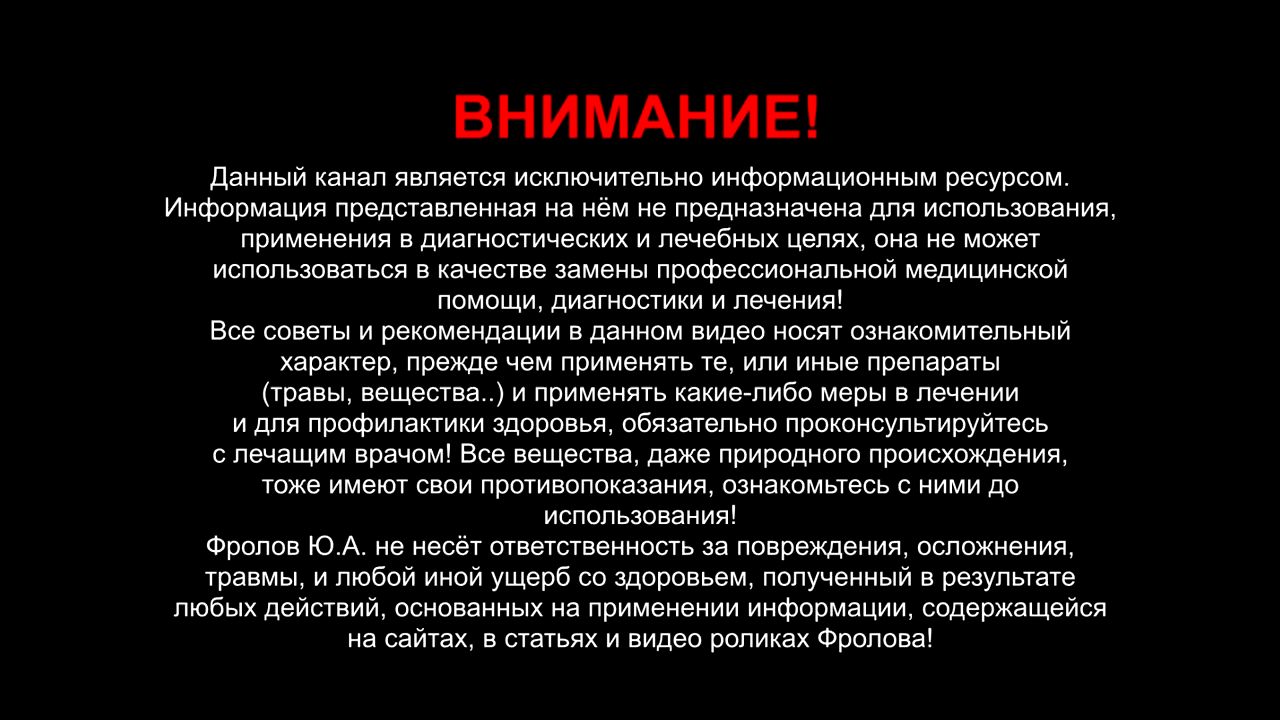 ВНИМАНИЕ!
Данный канал является исключительно информационным ресурсом.
Информация представленная на нём не предназначена для использования,
применения в диагностических и лечебных целях, она не может
использоваться в качестве замены профессиональной медицинской
помощи, диагностики и лечения!
Все советы и рекомендации в данном видео носят ознакомительный
характер, прежде чем применять те, или иные препараты
(травы, вещества..) и применять какие-либо меры в лечении
и для профилактики здоровья, обязательно проконсультируйтесь
с лечащим врачом! Все вещества, даже природного происхождения,
тоже имеют свои противопоказания, ознакомьтесь с ними до
использования!
Фролов Ю.А. не несёт ответственность за повреждения, осложнения,
травмы, и любой иной ущерб со здоровьем, полученный в результате
любых действий, основанных на применении информации, содержащейся
на сайтах, в статьях и видео роликах Фролова!